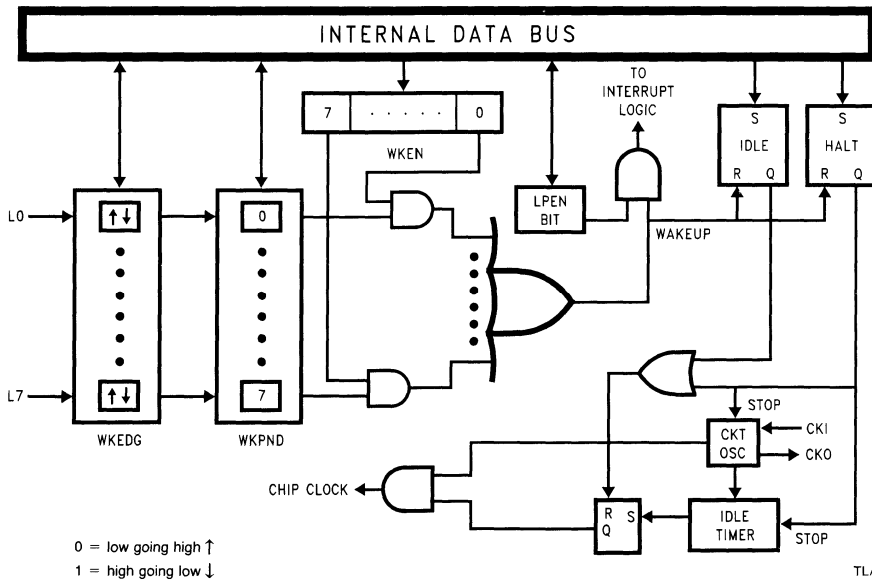 INTERNAL DATA BUS
TO
INTERRUPT
LOGIC
7 · · · · · 0
WKEN
S
IDLE
R Q
S
HALT
R Q
LPEN
BIT
WAKEUP
L0
↑↓
0
L7
↑↓
7
WKEDG
WKPND
STOP
CKT
OSC
CKI
CKO
CHIP CLOCK
R S
Q
IDLE
TIMER
STOP
0 = low going high ↑
1 = high going low ↓
TL/